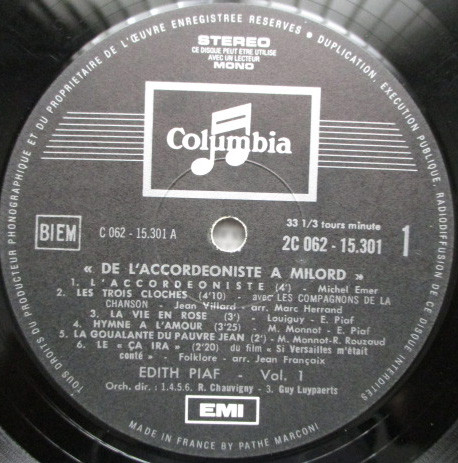 TOUS DROITS DU PRODUCTEUR PHONOGRAPHIQUE ET DU PROPRIETAIRE DE L'ŒUVRE ENREGISTREE RESERVES • DUPLICATION, EXECUTION PUBLIQUE, RADIODIFFUSION DE CE DISQUE INTERDITES
STEREO
CE DISQUE PEUT ETRE UTILISE
AVEC UN LECTEUR
MONO
Columbia
BIEM
C 062 - 15.301 A
33 1/3 tours minute
2C 062 - 15.301
1
« DE L'ACCORDEONISTE A MILORD »
1. L'ACCORDEONISTE (4') - Michel Emer
2. LES TROIS CLOCHES (4'10) - avec LES COMPAGNONS DE LA
CHANSON - Jean Villard - arr. Marc Herrand
3. LA VIE EN ROSE (3') - Louiguy - E. Piaf
4. HYMNE A L'AMOUR (3'25) - M. Monnot - E. Piaf
5. LA GOUALANTE DU PAUVRE JEAN (2') - M. Monnot-R. Rouzaud
6. LE « ÇA IRA » (2'20) du film « Si Versailles m'était
conté » - Folklore - arr. Jean Françaix
EDITH PIAF - Vol. 1
Orch. dir. : 1.4.5.6. R. Chauvigny - 3. Guy Luypaerts
EMI
MADE IN FRANCE BY PATHE MARCONI